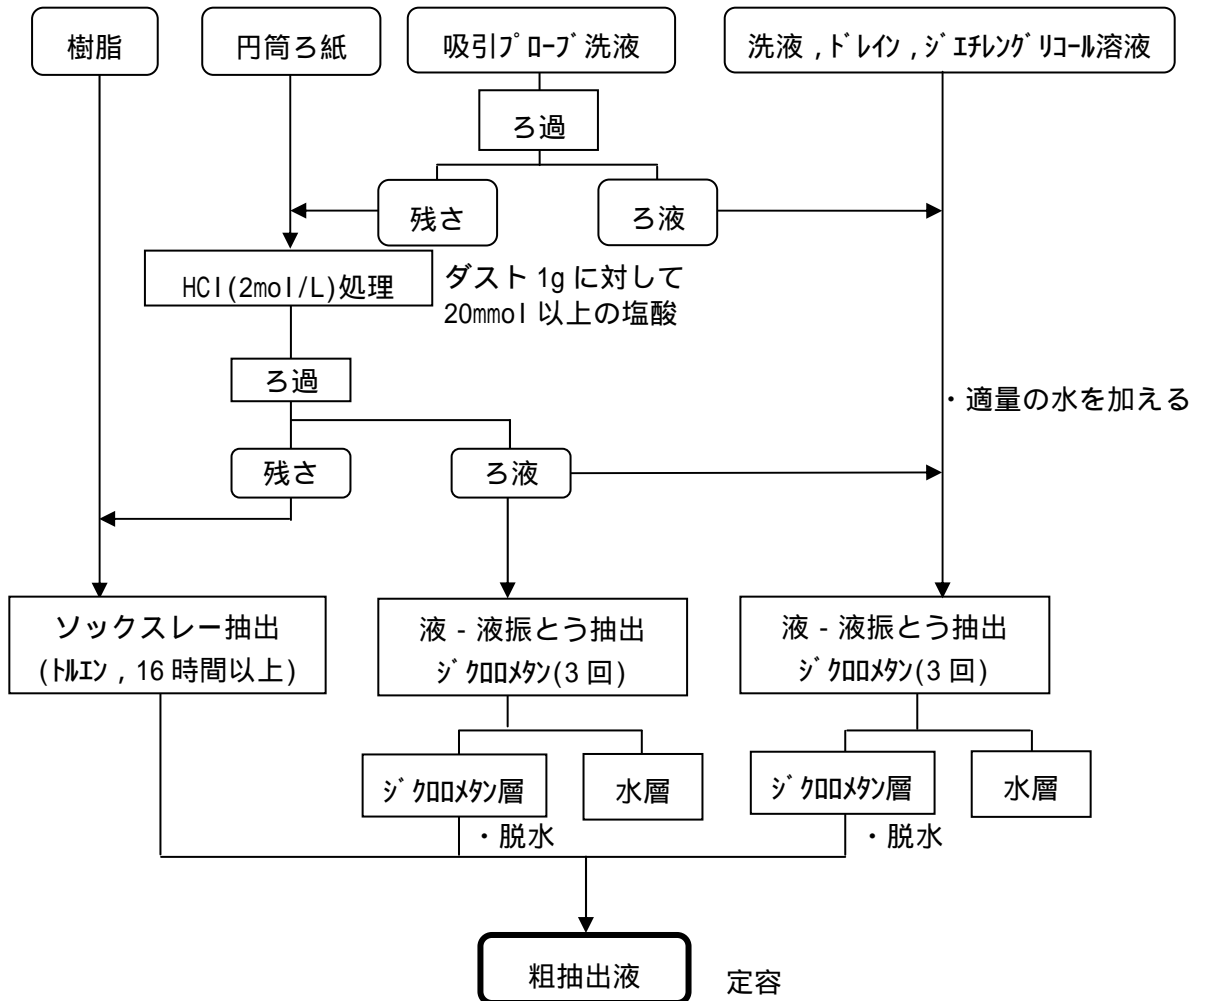 樹脂
円筒ろ紙
吸引ﾌﾟﾛｰﾌﾞ洗液
洗液，ﾄﾞﾚｲﾝ，ｼﾞｴﾁﾚﾝｸﾞﾘｺｰﾙ溶液
ろ過
残さ
ろ液
HCl(2mol/L)処理
ダスト 1g に対して
20mmol 以上の塩酸
ろ過
・適量の水を加える
残さ
ろ液
ソックスレー抽出
(ﾄﾙｴﾝ，16 時間以上)
液‐液振とう抽出
ｼﾞｸﾛﾛﾒﾀﾝ(3 回)
液‐液振とう抽出
ｼﾞｸﾛﾛﾒﾀﾝ(3 回)
ｼﾞｸﾛﾛﾒﾀﾝ層
水層
ｼﾞｸﾛﾛﾒﾀﾝ層
水層
・脱水
・脱水
粗抽出液
定容